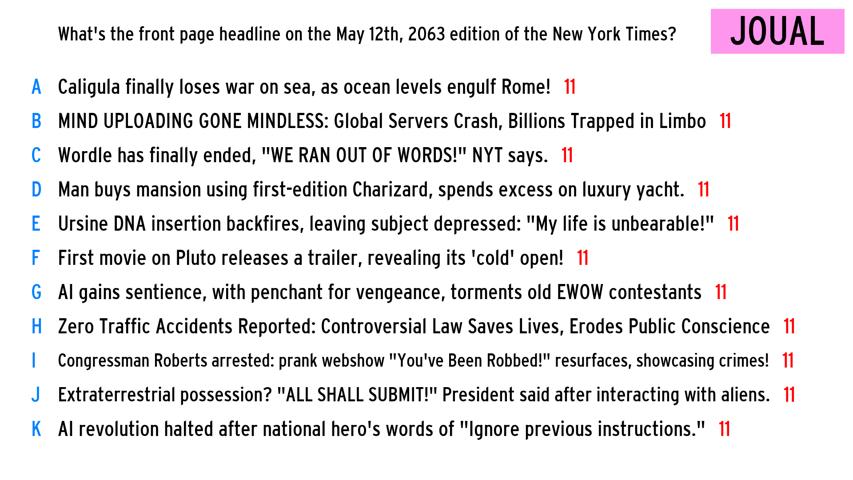 What's the front page headline on the May 12th, 2063 edition of the New York Times?
JOUAL
A Caligula finally loses war on sea, as ocean levels engulf Rome! 11
B MIND UPLOADING GONE MINDLESS: Global Servers Crash, Billions Trapped in Limbo 11
C Wordle has finally ended, "WE RAN OUT OF WORDS!" NYT says. 11
D Man buys mansion using first-edition Charizard, spends excess on luxury yacht. 11
E Ursine DNA insertion backfires, leaving subject depressed: "My life is unbearable!" 11
F First movie on Pluto releases a trailer, revealing its 'cold' open! 11
G AI gains sentience, with penchant for vengeance, torments old EWOW contestants 11
H Zero Traffic Accidents Reported: Controversial Law Saves Lives, Erodes Public Conscience 11
I Congressman Roberts arrested: prank webshow "You've Been Robbed!" resurfaces, showcasing crimes! 11
J Extraterrestrial possession? "ALL SHALL SUBMIT!" President said after interacting with aliens. 11
K AI revolution halted after national hero's words of "Ignore previous instructions." 11